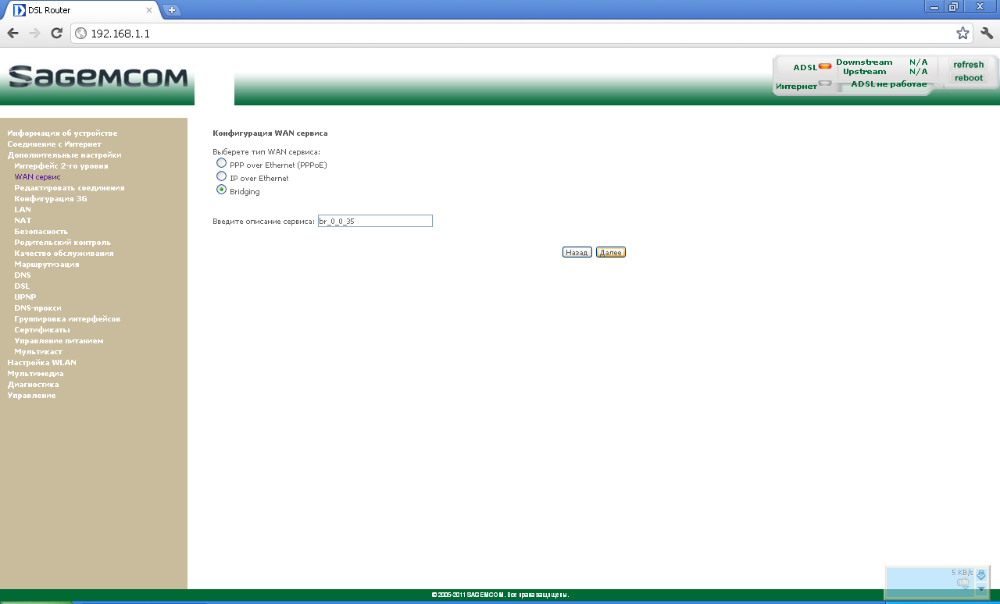 DSL Router
192.168.1.1
SAGEMCOM
ADSL
Downstream N/A
Upstream N/A
Интернет
ADSL не работае
refresh
reboot
Информация об устройстве
Соединение с Интернет
Дополнительные настройки
Интерфейс 2-го уровня
WAN сервис
Редактировать соединения
Конфигурация 3G
LAN
NAT
Безопасность
Родительский контроль
Качество обслуживания
Маршрутизация
DNS
DSL
UPNP
DNS-прокси
Группировка интерфейсов
Сертификаты
Управление питанием
Мультикаст
Настройка WLAN
Мультимедиа
Диагностика
Управление
Конфигурация WAN сервиса
Выберете тип WAN сервиса:
PPP over Ethernet (PPPoE)
IP over Ethernet
Bridging
Введите описание сервиса: br_0_0_35
Назад Далее
5 KB/s
© 2005-2011 SAGEMCOM. Все права защищены.